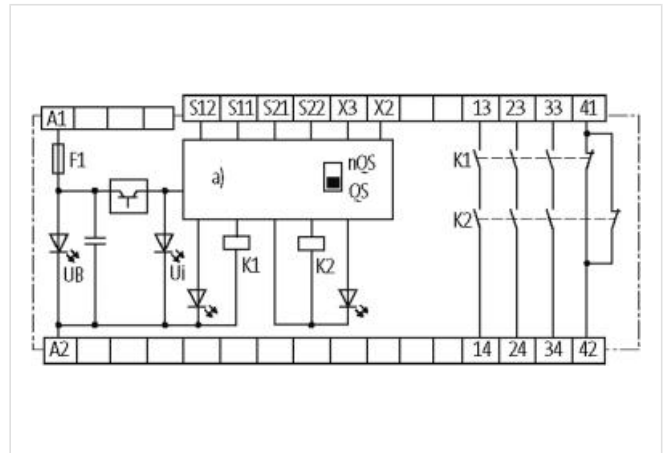 A1 S12 S11 S21 S22 X3 X2 13 23 33 41
F1
a) nQS
QS
K1
K2
UB Ui K1 K2
A2 14 24 34 42